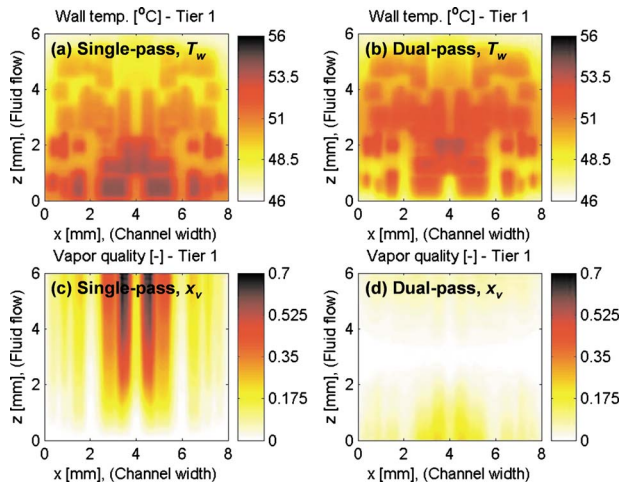 Wall temp. [°C] - Tier 1
(a) Single-pass, Tw
6
4
2
0
z [mm], (Fluid flow)
0 2 4 6 8
x [mm], (Channel width)
56
53.5
51
48.5
46
Wall temp. [°C] - Tier 1
(b) Dual-pass, Tw
6
4
2
0
z [mm], (Fluid flow)
0 2 4 6 8
x [mm], (Channel width)
56
53.5
51
48.5
46
Vapor quality [-] - Tier 1
(c) Single-pass, xv
6
4
2
0
z [mm], (Fluid flow)
0 2 4 6 8
x [mm], (Channel width)
0.7
0.525
0.35
0.175
0
Vapor quality [-] - Tier 1
(d) Dual-pass, xv
6
4
2
0
z [mm], (Fluid flow)
0 2 4 6 8
x [mm], (Channel width)
0.7
0.525
0.35
0.175
0